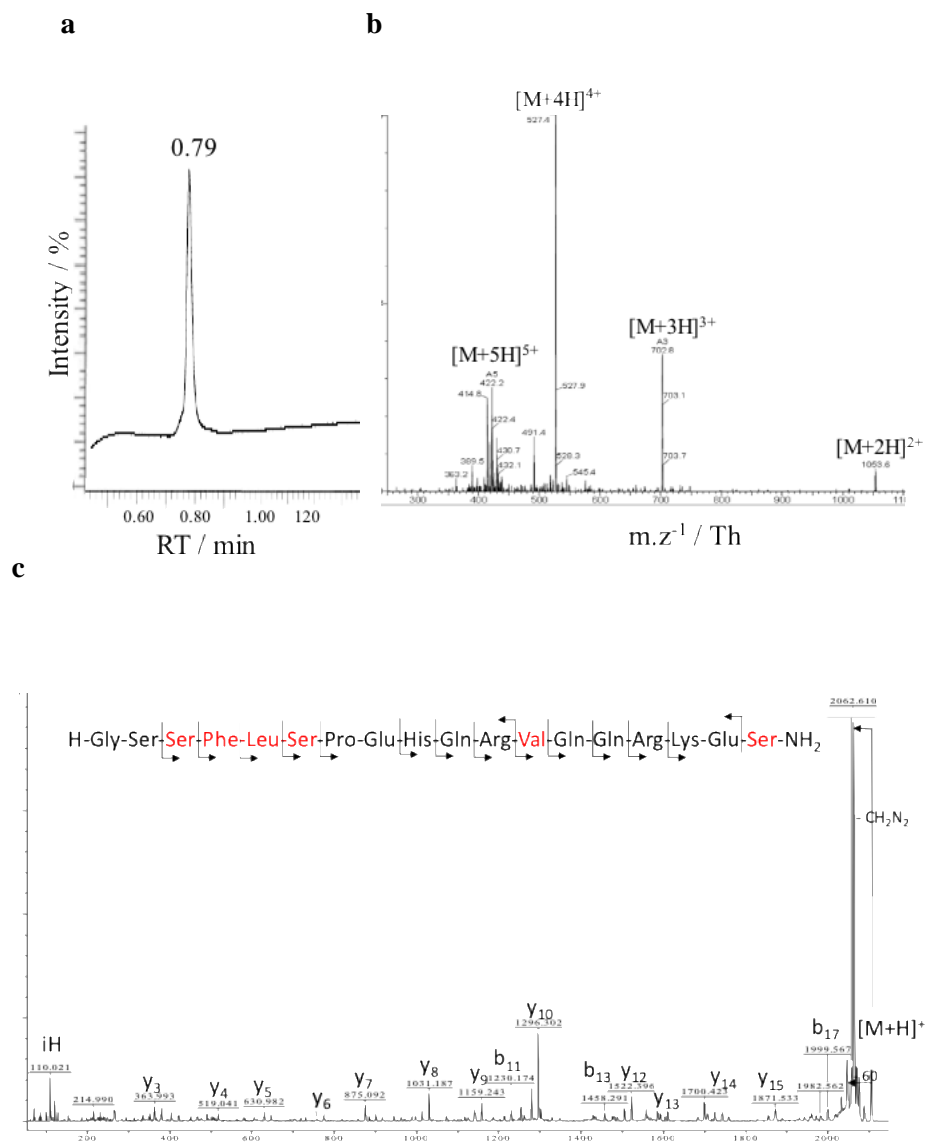 a
b
0.79
Intensity / %
0.60 0.80 1.00 120
RT / min
[M+4H]4+
527.4
[M+5H]5+
A5
422.2
414.8
422.4
430.7
432.1
389.5
363.2
491.4
527.9
528.3
545.4
[M+3H]3+
A3
702.8
703.1
703.7
[M+2H]2+
1053.6
300 400 500 600 700 800 900 1000
m.z-1 / Th
c
2062.610
H-Gly-Ser-Ser-Phe-Leu-Ser-Pro-Glu-His-Gln-Arg-Val-Gln-Gln-Arg-Lys-Glu-Ser-NH2
- CH2N2
iH
110.021
214.990
y3
363.993
y4
519.041
y5
630.982
y6
y7
875.092
y8
1031.187
y9
1159.243
b11
1230.174
y10
1296.302
b13
1458.291
y12
1522.396
y13
y14
1700.423
y15
1871.533
b17
1999.567
1982.562
[M+H]+
- 60
200 400 600 800 1000 1200 1400 1600 1800 2000